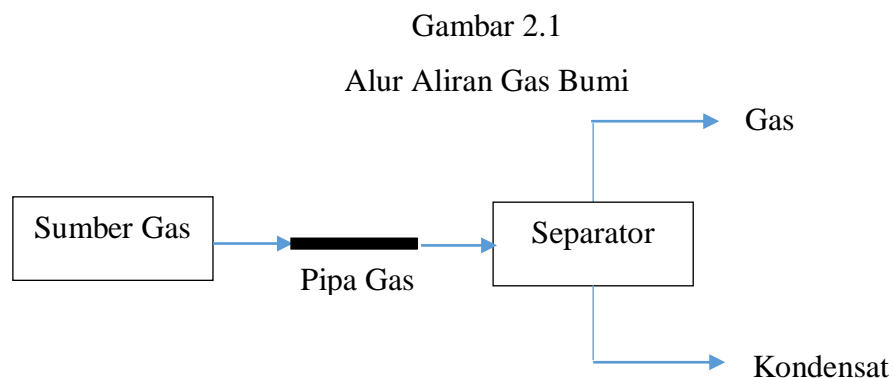 Gambar 2.1
Alur Aliran Gas Bumi
Gas
Sumber Gas
Pipa Gas
Separator
Kondensat